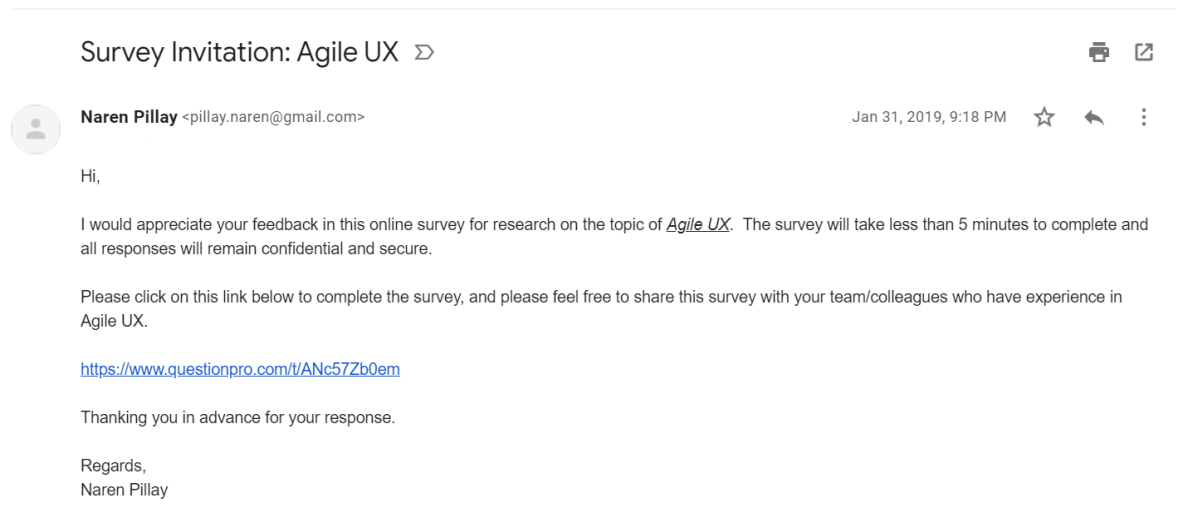 Survey Invitation: Agile UX
Naren Pillay <pillay.naren@gmail.com>
Jan 31, 2019, 9:18 PM
Hi,
I would appreciate your feedback in this online survey for research on the topic of Agile UX. The survey will take less than 5 minutes to complete and
all responses will remain confidential and secure.
Please click on this link below to complete the survey, and please feel free to share this survey with your team/colleagues who have experience in
Agile UX.
https://www.questionpro.com/t/ANc57Zb0em
Thanking you in advance for your response.
Regards,
Naren Pillay